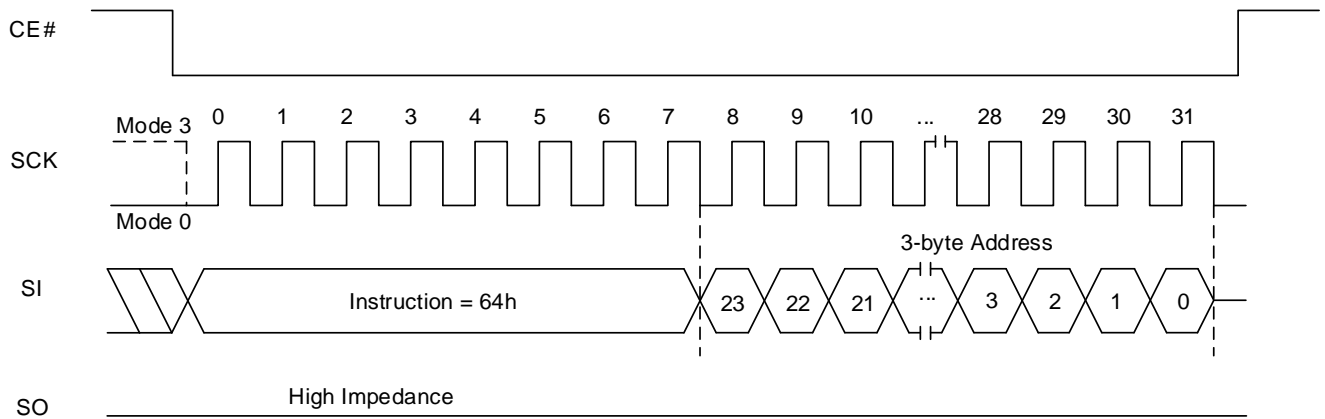 CE#
0 1 2 3 4 5 6 7 8 9 10 ... 28 29 30 31
Mode 3
SCK
Mode 0
3-byte Address
SI
Instruction = 64h 23 22 21 ... 3 2 1 0
High Impedance
SO